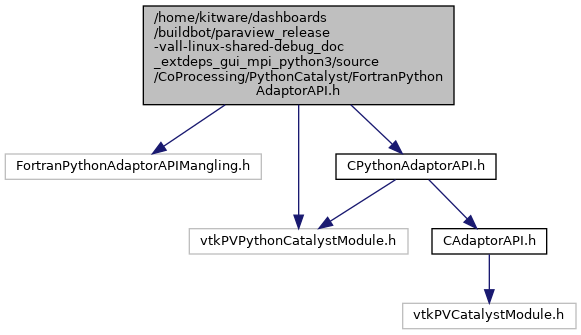 /home/kitware/dashboards
/buildbot/paraview_release
-vall-linux-shared-debug_doc
_extdeps_gui_mpi_python3/source
/CoProcessing/PythonCatalyst/FortranPython
AdaptorAPI.h
FortranPythonAdaptorAPIMangling.h
CPythonAdaptorAPI.h
vtkPVPythonCatalystModule.h
CAdaptorAPI.h
vtkPVCatalystModule.h